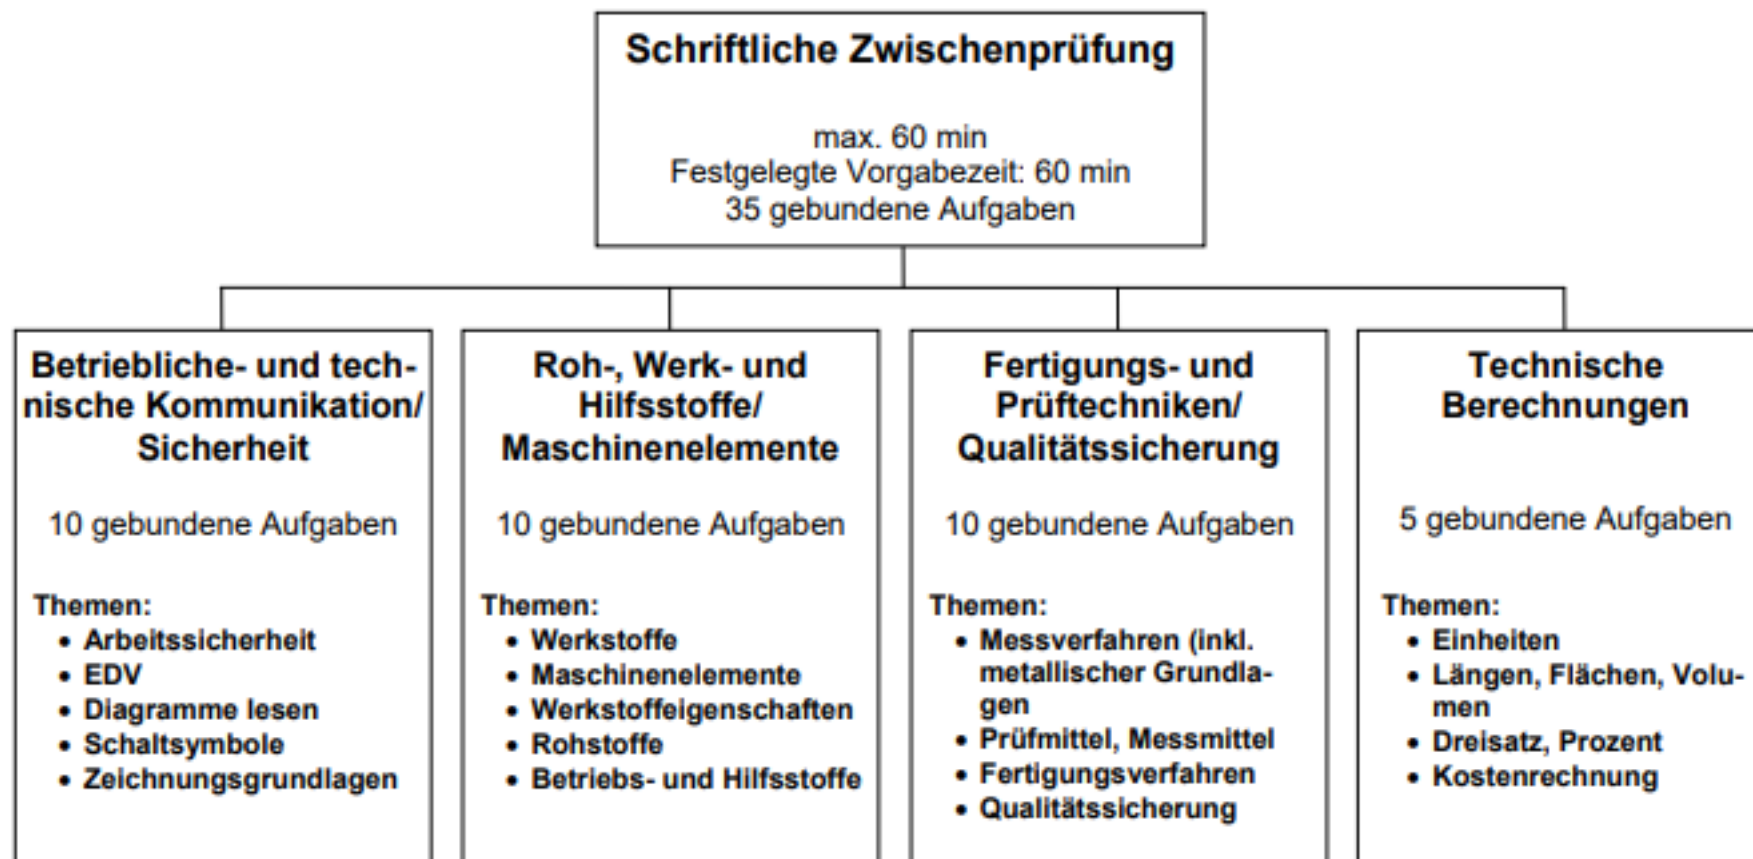 Schriftliche Zwischenprüfung
max. 60 min
Festgelegte Vorgabezeit: 60 min
35 gebundene Aufgaben
Betriebliche- und tech-
nische Kommunikation/
Sicherheit
10 gebundene Aufgaben
Themen:
• Arbeitssicherheit
• EDV
• Diagramme lesen
• Schaltsymbole
• Zeichnungsgrundlagen
Roh-, Werk- und
Hilfsstoffe/
Maschinenelemente
10 gebundene Aufgaben
Themen:
• Werkstoffe
• Maschinenelemente
• Werkstoffeigenschaften
• Rohstoffe
• Betriebs- und Hilfsstoffe
Fertigungs- und
Prüftechniken/
Qualitätssicherung
10 gebundene Aufgaben
Themen:
• Messverfahren (inkl.
metallischer Grundla-
gen
• Prüfmittel, Messmittel
• Fertigungsverfahren
• Qualitätssicherung
Technische
Berechnungen
5 gebundene Aufgaben
Themen:
• Einheiten
• Längen, Flächen, Volu-
men
• Dreisatz, Prozent
• Kostenrechnung